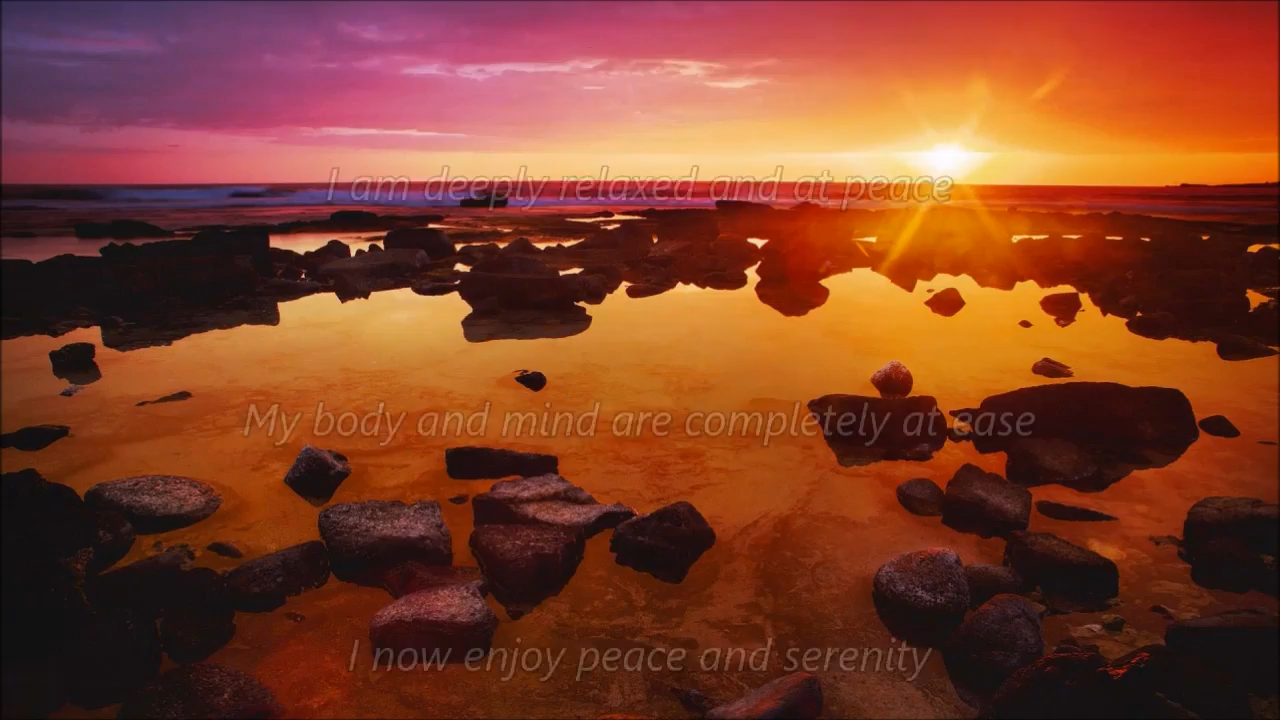 I am deeply relaxed and at peace
My body and mind are completely at ease
I now enjoy peace and serenity